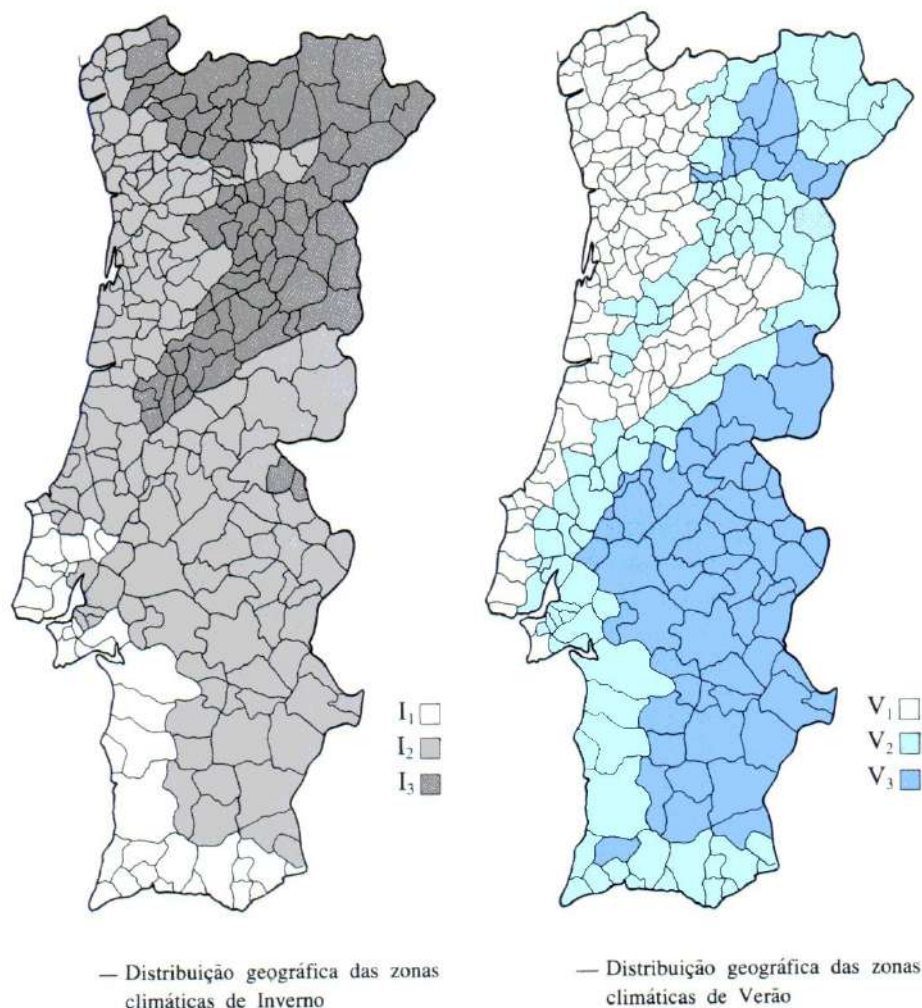 I₁
I₂
I₃
V₁
V₂
V₃
— Distribuição geográfica das zonas
climáticas de Inverno
— Distribuição geográfica das zonas
climáticas de Verão